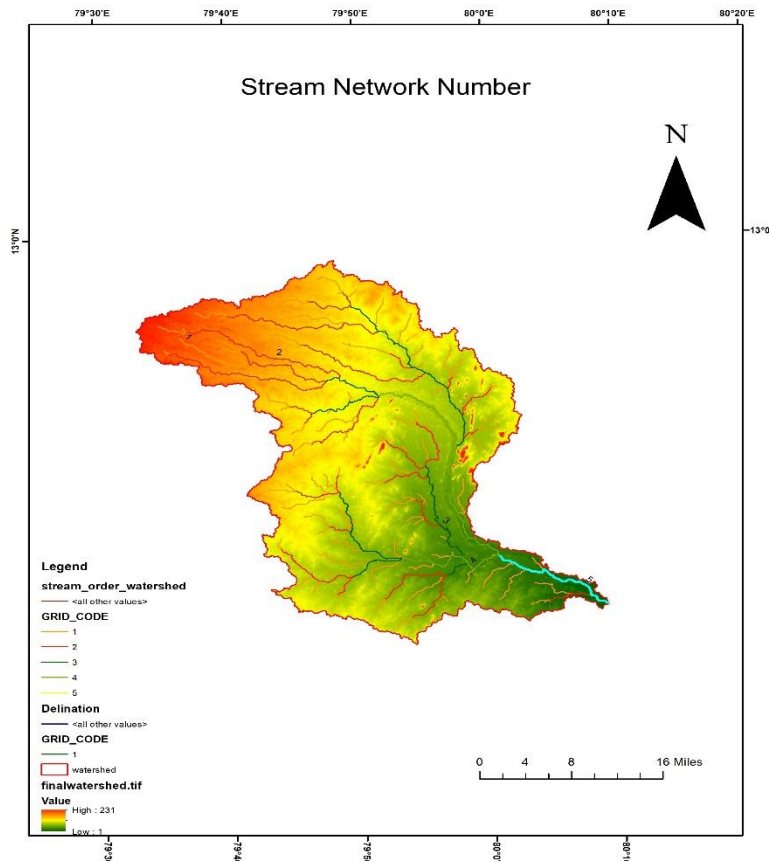 79°30'E 79°40'E 79°50'E 80°0'E 80°10'E 80°20'E
Stream Network Number
N
13°0'N
2
3
4
5
Legend
stream_order_watershed
<all other values>
GRID_CODE
1
2
3
4
5
Delination
<all other values>
GRID_CODE
1
watershed
finalwatershed.tif
Value
High : 231
Low : 1
0 4 8 16 Miles